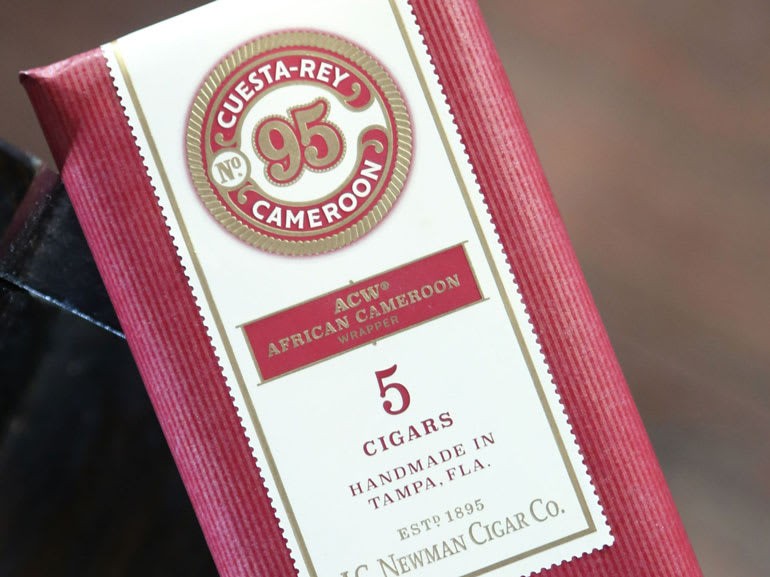 CUESTA-REY
No. 95
CAMEROON
ACW®
AFRICAN CAMEROON
WRAPPER
5
CIGARS
HANDMADE IN
TAMPA, FLA.
ESTD 1895
J.C. NEWMAN CIGAR CO.